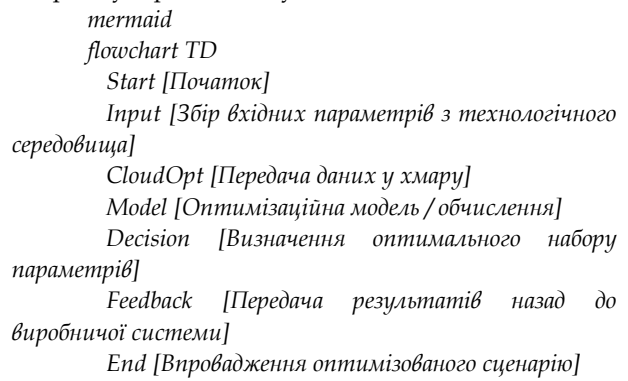 mermaid
flowchart TD
Start [Початок]
Input [Збір вхідних параметрів з технологічного
середовища]
CloudOpt [Передача даних у хмару]
Model [Оптимізаційна модель / обчислення]
Decision [Визначення оптимального набору
параметрів]
Feedback [Передача результатів назад до
виробничої системи]
End [Впровадження оптимізованого сценарію]